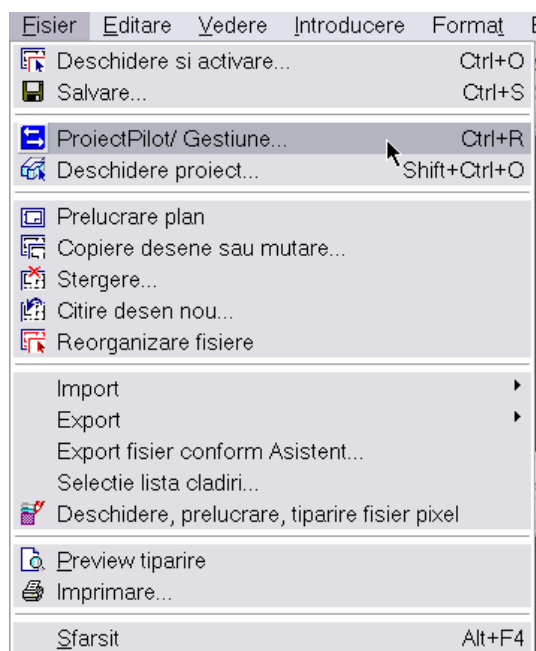 Fisier Editare Vedere Introducere Format
Deschidere si activare... Ctrl+O
Salvare... Ctrl+S
ProiectPilot/ Gestiune... Ctrl+R
Deschidere proiect... Shift+Ctrl+O
Prelucrare plan
Copiere desene sau mutare...
Stergere...
Citire desen nou...
Reorganizare fisiere
Import
Export
Export fisier conform Asistent...
Selectie lista cladiri...
Deschidere, prelucrare, tiparire fisier pixel
Preview tiparire
Imprimare...
Sfarsit Alt+F4